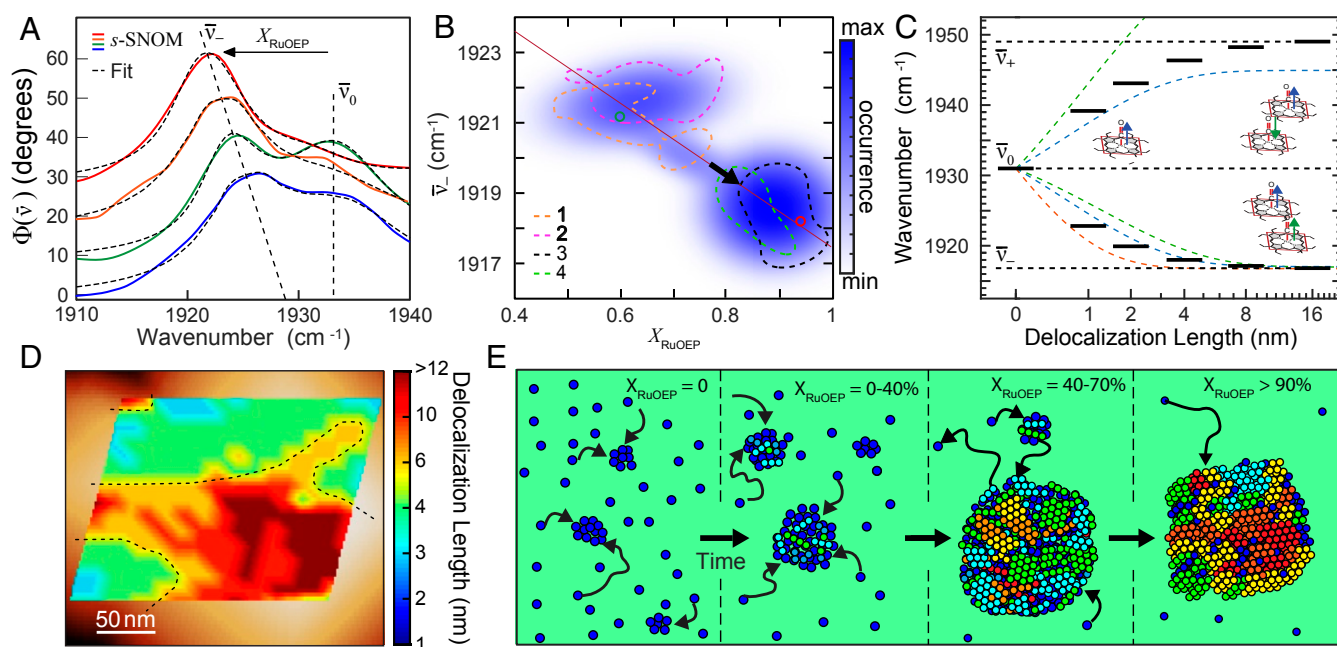 A
s-SNOM
Fit
ν̄₋
X_RuOEP
ν̄₀
Φ(ν̄) (degrees)
60
50
40
30
20
10
0
1910 1920 1930 1940
Wavenumber (cm⁻¹)
B
ν̄₋ (cm⁻¹)
1923
1921
1919
1917
1
2
3
4
0.4 0.6 0.8 1
X_RuOEP
max
occurrence
min
C
Wavenumber (cm⁻¹)
1950
1940
1930
1920
ν̄₊
ν̄₀
ν̄₋
O
O
O
O
O
0 1 2 4 8 16
Delocalization Length (nm)
D
50 nm
>12
10
6
4
3
2
1
Delocalization Length (nm)
E
X_RuOEP = 0
X_RuOEP = 0-40%
X_RuOEP = 40-70%
X_RuOEP > 90%
Time